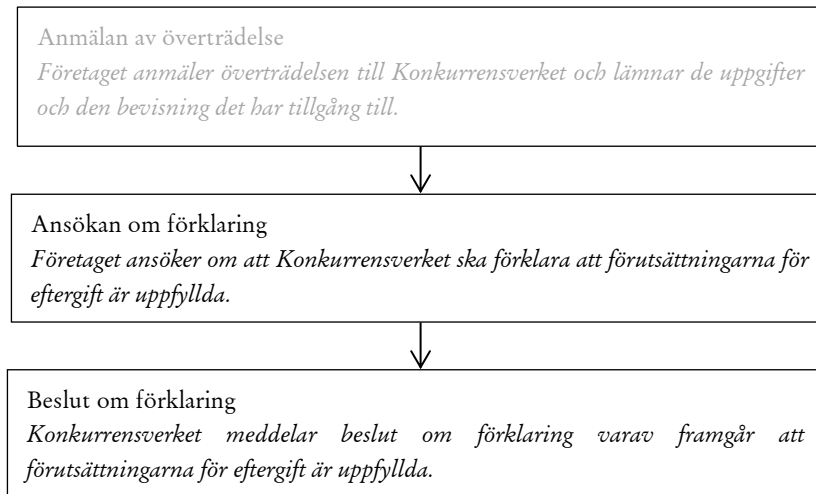 Anmälan av överträdelse
Företaget anmäler överträdelsen till Konkurrensverket och lämnar de uppgifter
och den bevisning det har tillgång till.
Ansökan om förklaring
Företaget ansöker om att Konkurrensverket ska förklara att förutsättningarna för
eftergift är uppfyllda.
Beslut om förklaring
Konkurrensverket meddelar beslut om förklaring varav framgår att
förutsättningarna för eftergift är uppfyllda.